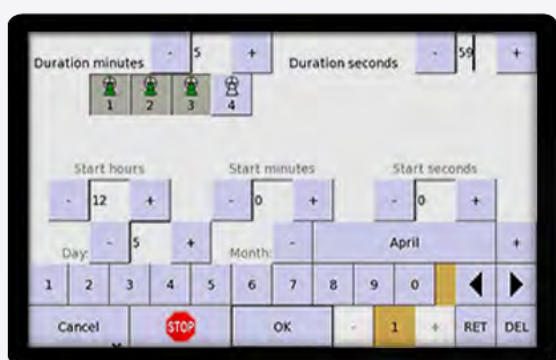 Duration minutes - 5 + Duration seconds - 59 +
1 2 3 4
Start hours Start minutes Start seconds
- 12 + - 0 + - 0 +
Day: - 5 + Month: - April +
1 2 3 4 5 6 7 8 9 0
Cancel STOP OK - 1 + RET DEL